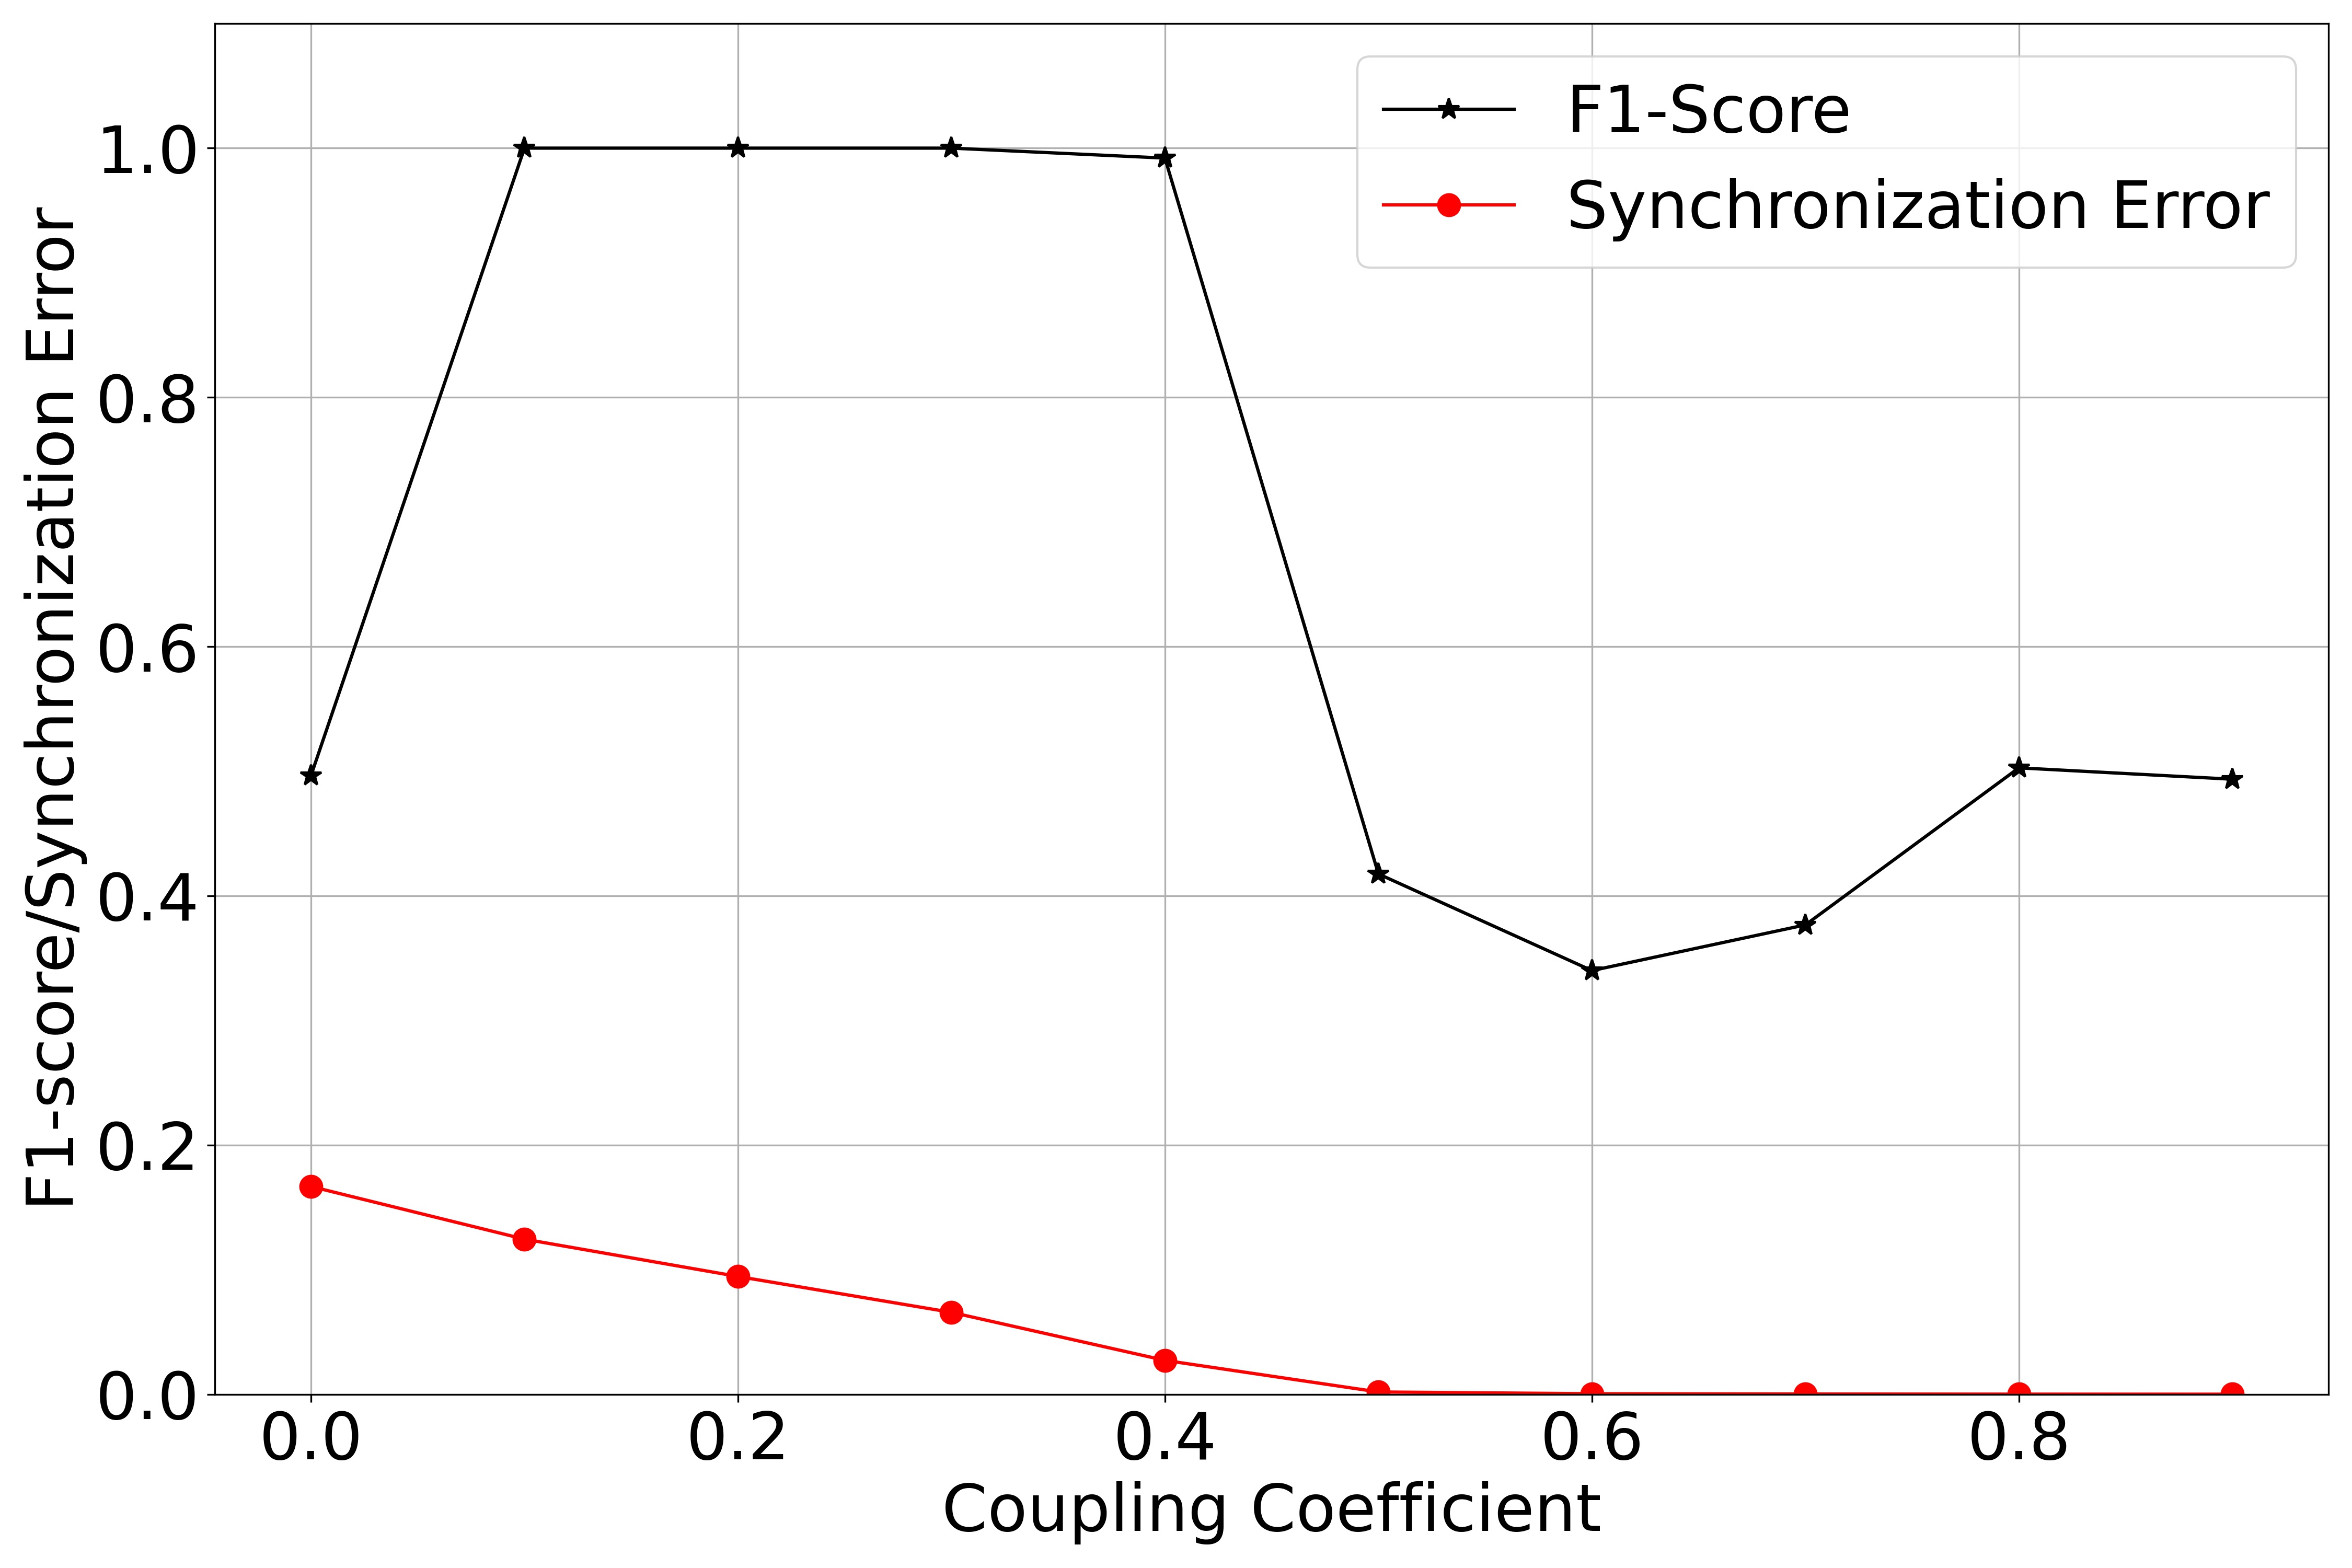 F1-Score
Synchronization Error
F1-score/Synchronization Error
1.0
0.8
0.6
0.4
0.2
0.0
0.0 0.2 0.4 0.6 0.8
Coupling Coefficient